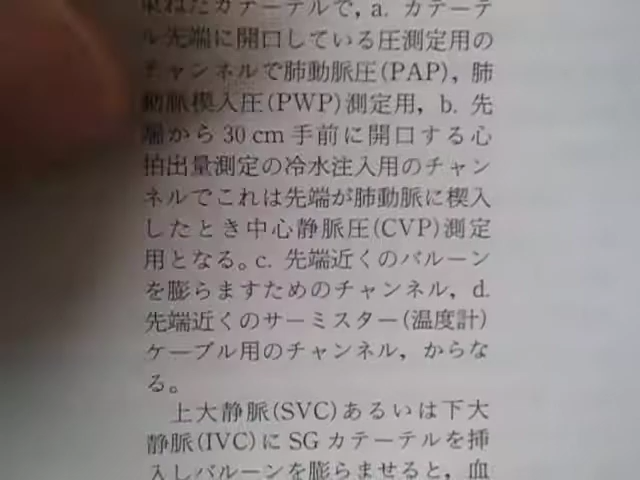 束ねたカテーテルで，a. カテーテ
ル先端に開口している圧測定用の
チャンネルで肺動脈圧(PAP)，肺
動脈楔入圧(PWP)測定用，b. 先
端から 30 cm 手前に開口する心
拍出量測定の冷水注入用のチャン
ネルでこれは先端が肺動脈に楔入
したとき中心静脈圧(CVP)測定
用となる。c. 先端近くのバルーン
を膨らますためのチャンネル，d.
先端近くのサーミスター(温度計)
ケーブル用のチャンネル，からな
る。
上大静脈(SVC)あるいは下大
静脈(IVC)に SG カテーテルを挿
入しバルーンを膨らませると，血